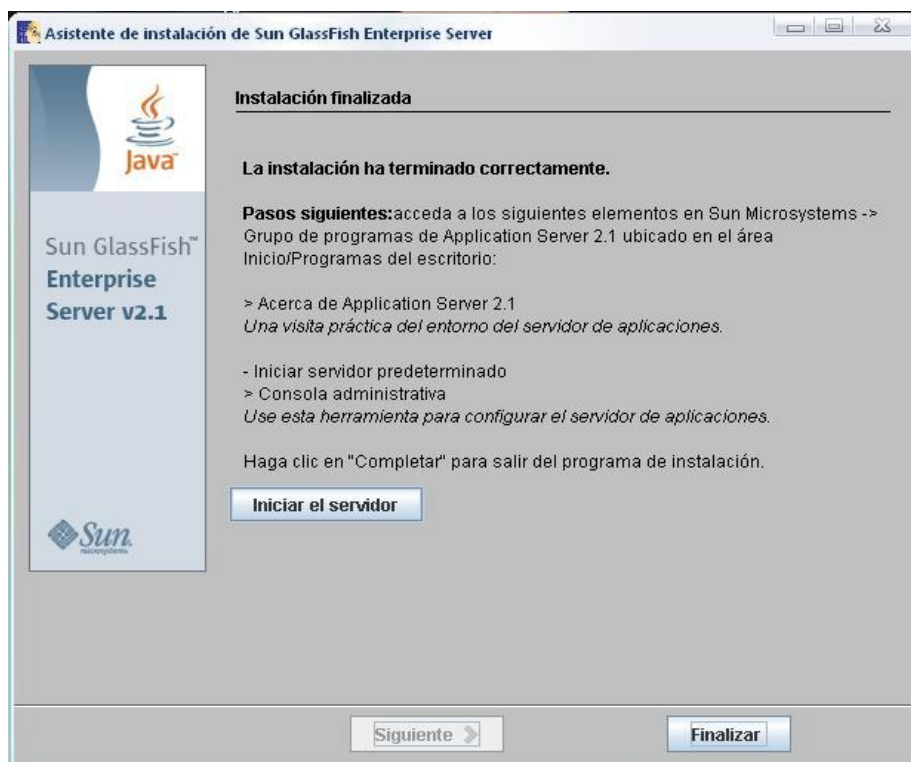 Asistente de instalación de Sun GlassFish Enterprise Server
Java™
Sun GlassFish™
Enterprise
Server v2.1
Sun
microsystems
Instalación finalizada
La instalación ha terminado correctamente.
Pasos siguientes:acceda a los siguientes elementos en Sun Microsystems ->
Grupo de programas de Application Server 2.1 ubicado en el área
Inicio/Programas del escritorio:
> Acerca de Application Server 2.1
Una visita práctica del entorno del servidor de aplicaciones.
- Iniciar servidor predeterminado
> Consola administrativa
Use esta herramienta para configurar el servidor de aplicaciones.
Haga clic en "Completar" para salir del programa de instalación.
Iniciar el servidor
Siguiente
Finalizar